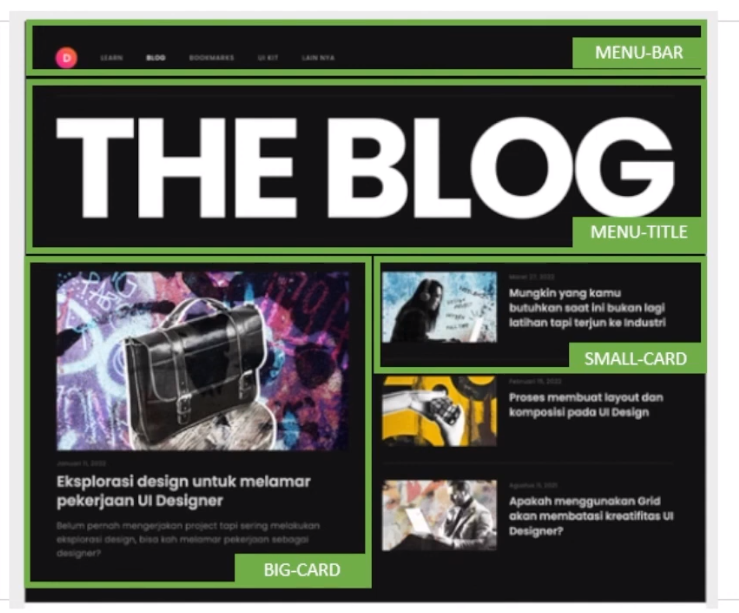 D LEARN BLOG BOOKMARKS UI KIT LAIN NYA
MENU-BAR
THE BLOG
MENU-TITLE
Januari 11, 2022
Eksplorasi design untuk melamar
pekerjaan UI Designer
Belum pernah mengerjakan project tapi sering melakukan
eksplorasi design, bisa kah melamar pekerjaan sebagai
designer?
BIG-CARD
Maret 27, 2022
Mungkin yang kamu
butuhkan saat ini bukan lagi
latihan tapi terjun ke Industri
SMALL-CARD
Februari 15, 2022
Proses membuat layout dan
komposisi pada UI Design
Agustus 11, 2021
Apakah menggunakan Grid
akan membatasi kreatifitas UI
Designer?